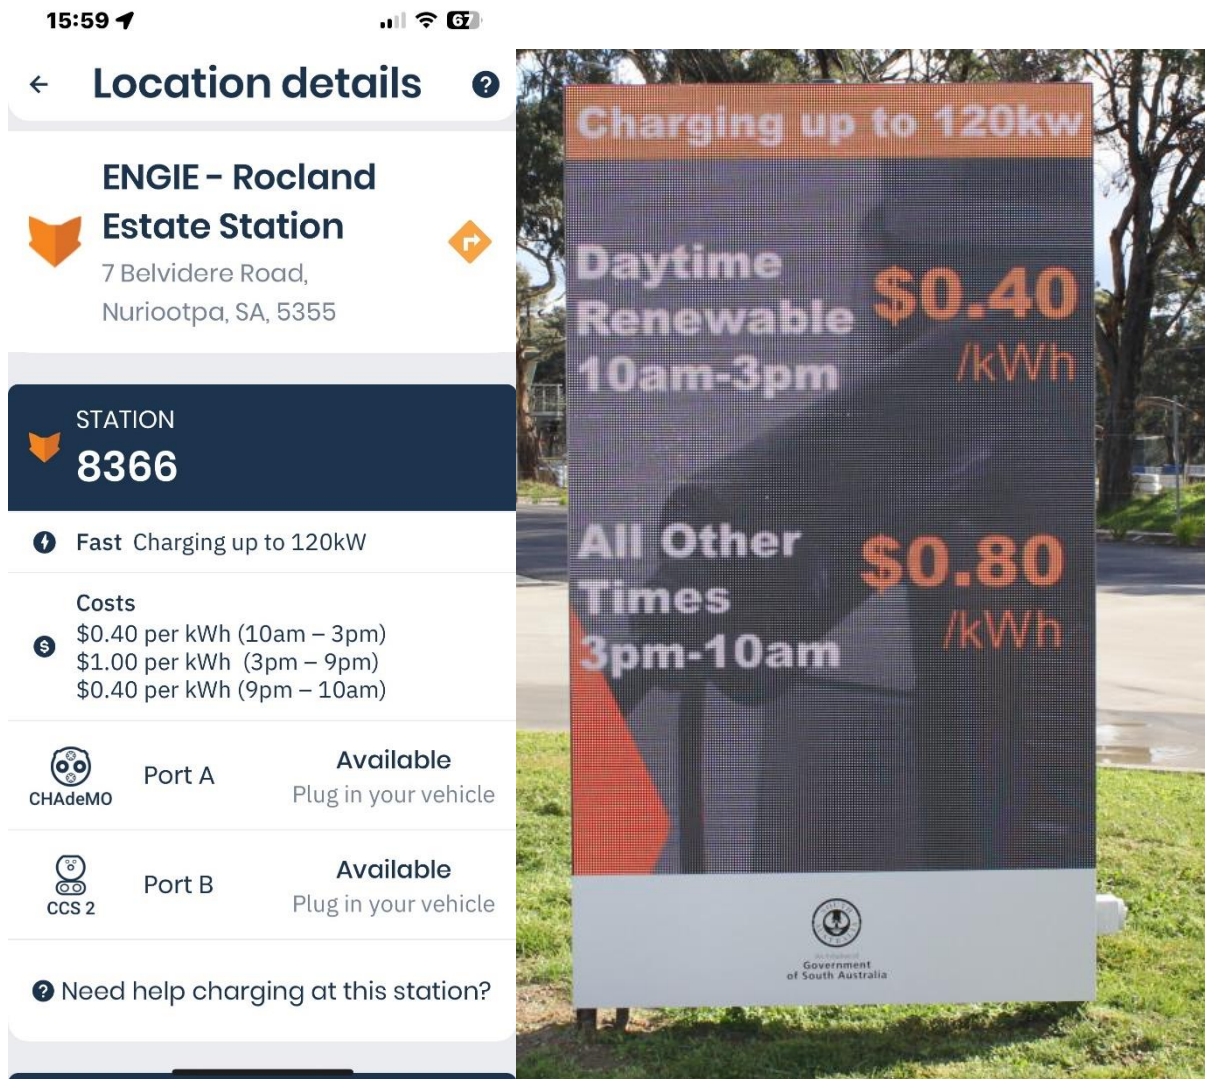 15:59
67
Location details
?
ENGIE – Rocland
Estate Station
7 Belvidere Road,
Nuriootpa, SA, 5355
STATION
8366
Fast Charging up to 120kW
Costs
$
$0.40 per kWh (10am – 3pm)
$1.00 per kWh (3pm – 9pm)
$0.40 per kWh (9pm – 10am)
CHAdeMO
Port A
Available
Plug in your vehicle
CCS 2
Port B
Available
Plug in your vehicle
? Need help charging at this station?
Charging up to 120kw
Daytime
Renewable
10am-3pm
$0.40
/kWh
All Other
Times
3pm-10am
$0.80
/kWh
Government
of South Australia